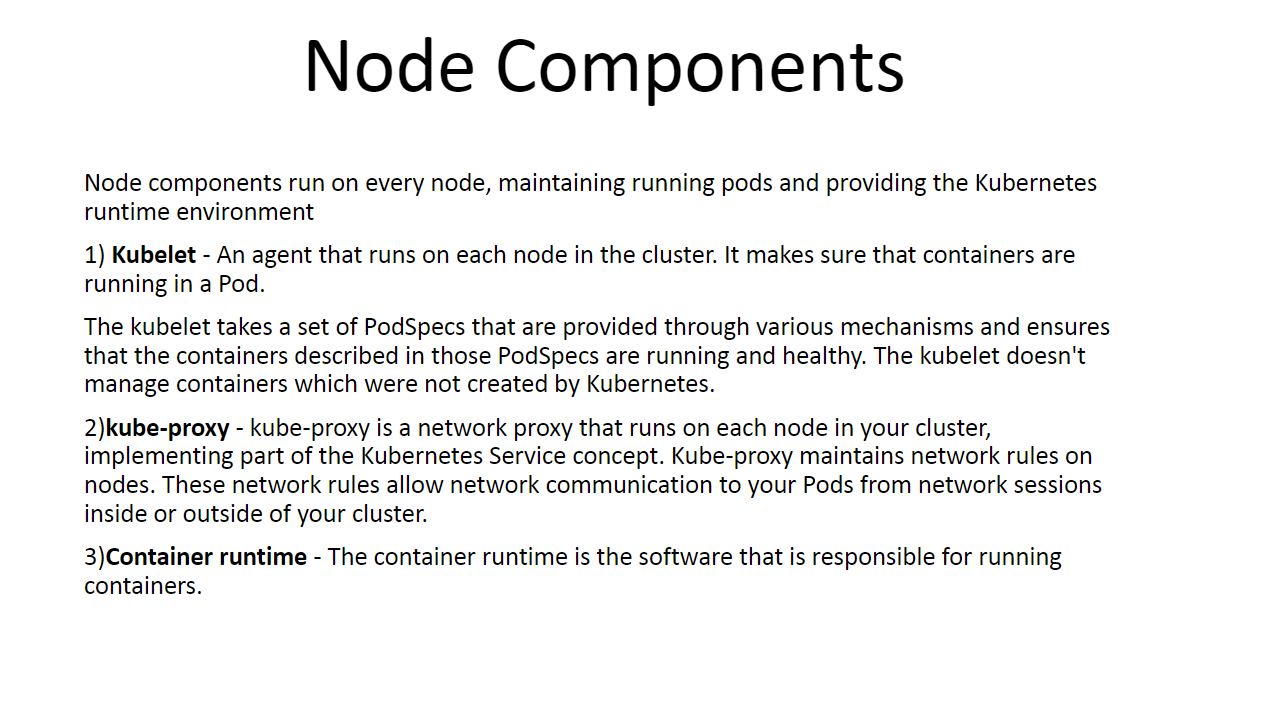 Node Components
Node components run on every node, maintaining running pods and providing the Kubernetes
runtime environment
1) Kubelet - An agent that runs on each node in the cluster. It makes sure that containers are
running in a Pod.
The kubelet takes a set of PodSpecs that are provided through various mechanisms and ensures
that the containers described in those PodSpecs are running and healthy. The kubelet doesn't
manage containers which were not created by Kubernetes.
2)kube-proxy - kube-proxy is a network proxy that runs on each node in your cluster,
implementing part of the Kubernetes Service concept. Kube-proxy maintains network rules on
nodes. These network rules allow network communication to your Pods from network sessions
inside or outside of your cluster.
3)Container runtime - The container runtime is the software that is responsible for running
containers.